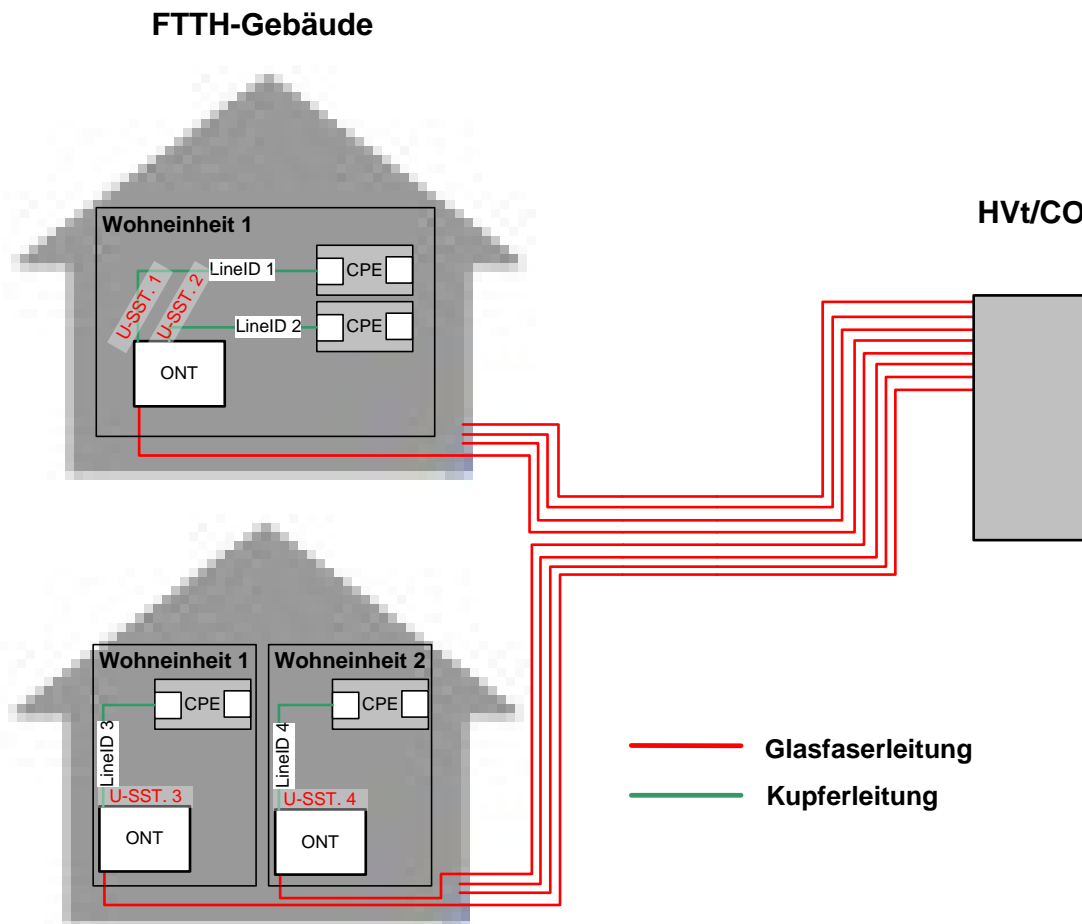 FTTH-Gebäude
HVt/CO
Wohneinheit 1
U-SST. 1
U-SST. 2
LineID 1
CPE
LineID 2
CPE
ONT
Wohneinheit 1
CPE
LineID 3
U-SST. 3
ONT
Wohneinheit 2
CPE
LineID 4
U-SST. 4
ONT
Glasfaserleitung
Kupferleitung